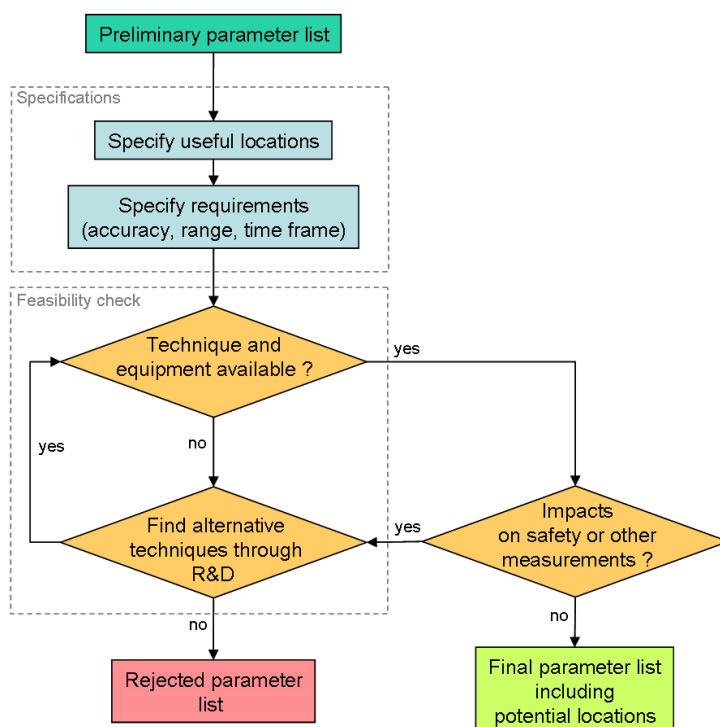 Preliminary parameter list
Specifications
Specify useful locations
Specify requirements
(accuracy, range, time frame)
Feasibility check
Technique and
equipment available ?
yes
no
yes
Find alternative
techniques through
R&D
yes
Impacts
on safety or other
measurements ?
no
no
Rejected parameter
list
Final parameter list
including
potential locations